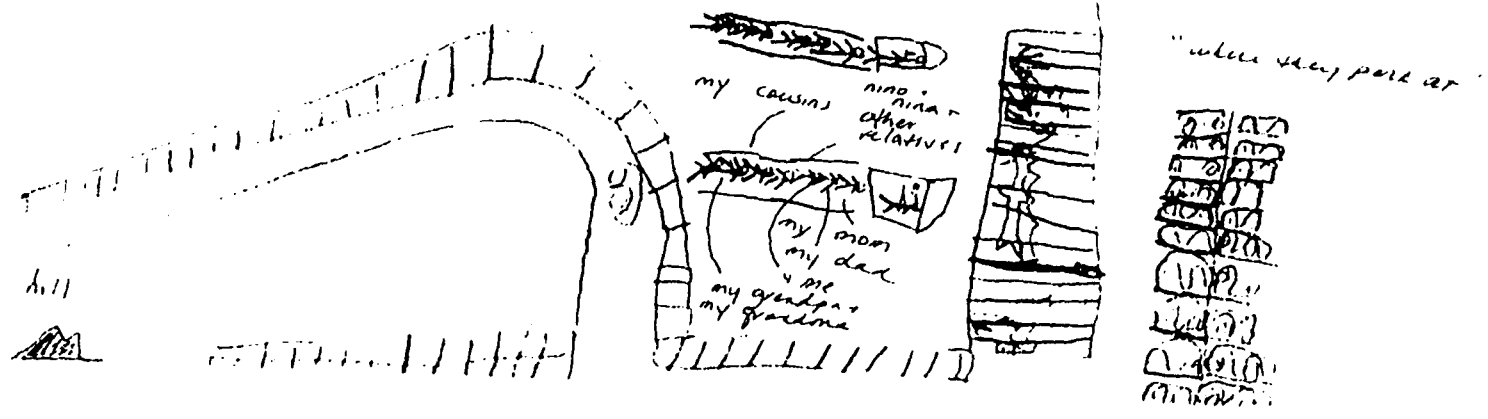 my cousins
nino +
nina +
other
relatives
"where they park at"
my mom
my dad
+ me
my grandpa +
my grandma
hill